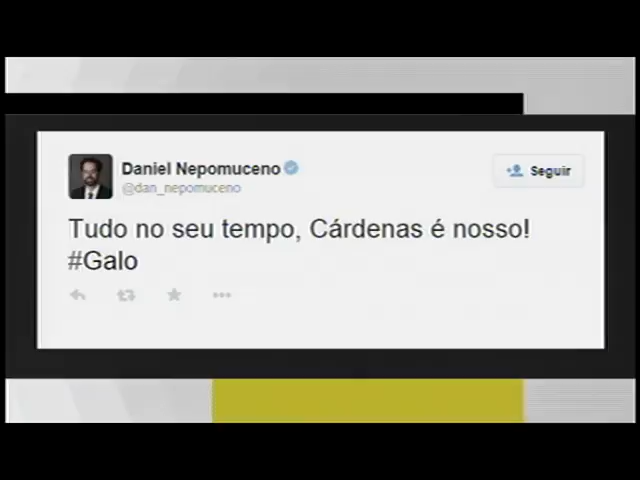 Daniel Nepomuceno
@dan_nepomuceno
Seguir
Tudo no seu tempo, Cárdenas é nosso!
#Galo